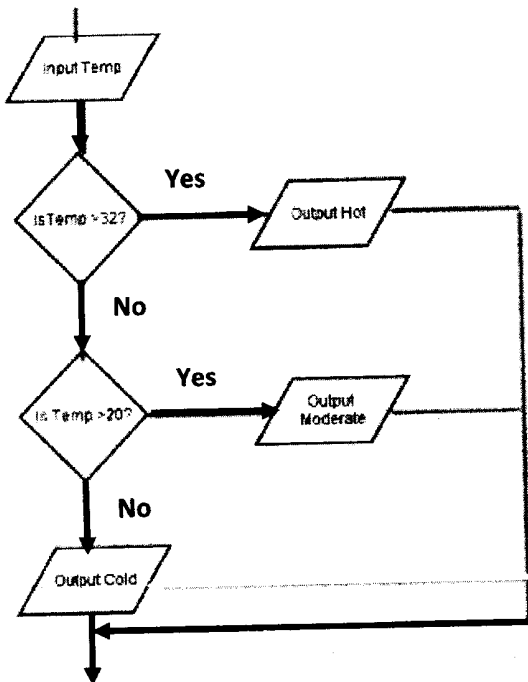 Input Temp
Is Temp >32?
Yes
Output Hot
No
Is Temp >20?
Yes
Output
Moderate
No
Output Cold